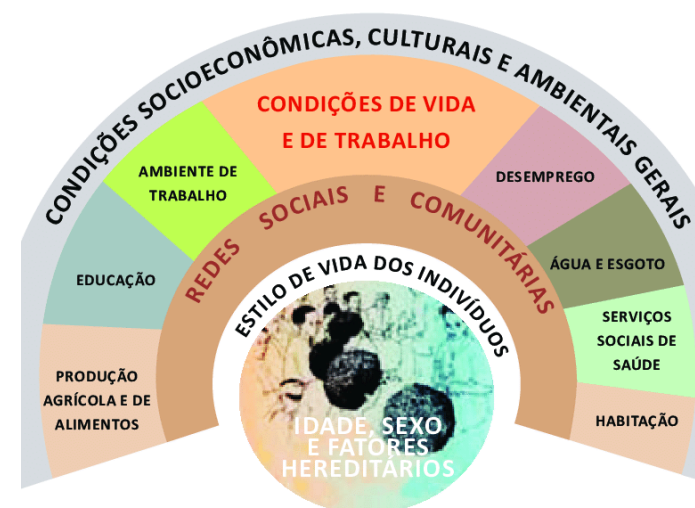 CONDIÇÕES SOCIOECONÔMICAS, CULTURAIS E AMBIENTAIS GERAIS
CONDIÇÕES DE VIDA
E DE TRABALHO
AMBIENTE DE
TRABALHO
DESEMPREGO
EDUCAÇÃO
ÁGUA E ESGOTO
PRODUÇÃO
AGRÍCOLA E DE
ALIMENTOS
SERVIÇOS
SOCIAIS DE
SAÚDE
HABITAÇÃO
REDES SOCIAIS E COMUNITÁRIAS
ESTILO DE VIDA DOS INDIVÍDUOS
IDADE, SEXO
E FATORES
HEREDITÁRIOS